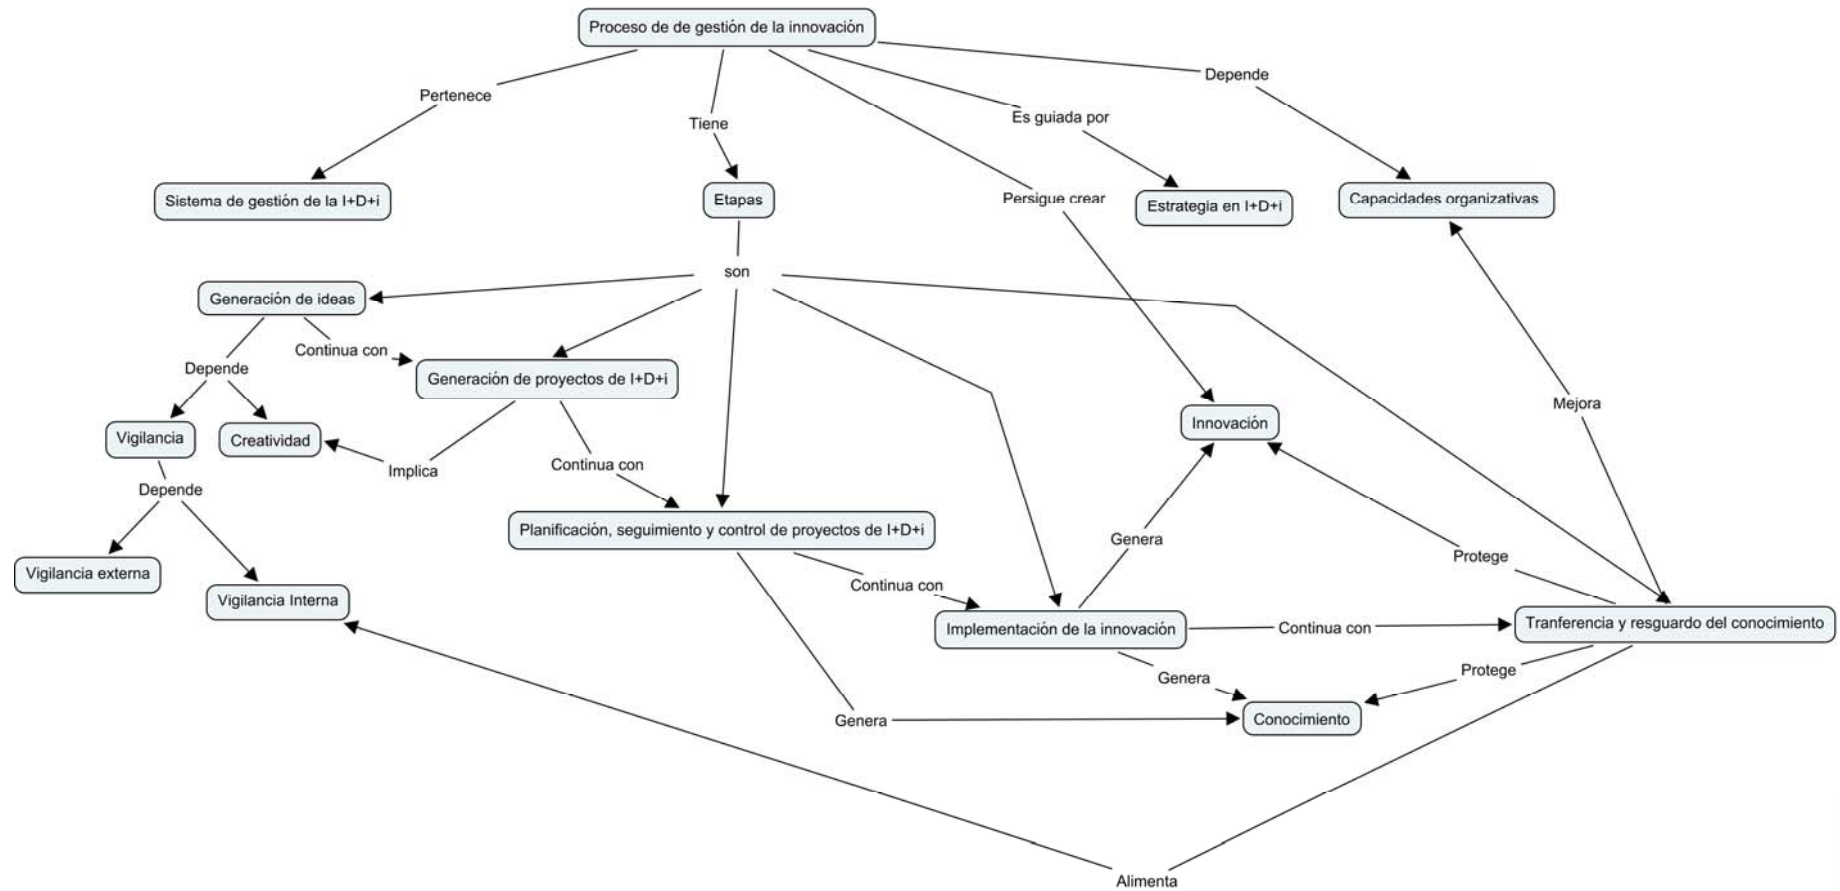 Proceso de de gestión de la innovación
Depende
Pertenece
Es guiada por
Tiene
Sistema de gestión de la I+D+i
Etapas
Persigue crear
Estrategia en I+D+i
Capacidades organizativas
son
Generación de ideas
Continua con
Depende
Generación de proyectos de I+D+i
Mejora
Vigilancia
Creatividad
Innovación
Implica
Continua con
Depende
Planificación, seguimiento y control de proyectos de I+D+i
Genera
Protege
Vigilancia externa
Continua con
Vigilancia Interna
Implementación de la innovación
Continua con
Tranferencia y resguardo del conocimiento
Genera
Protege
Genera
Conocimiento
Alimenta